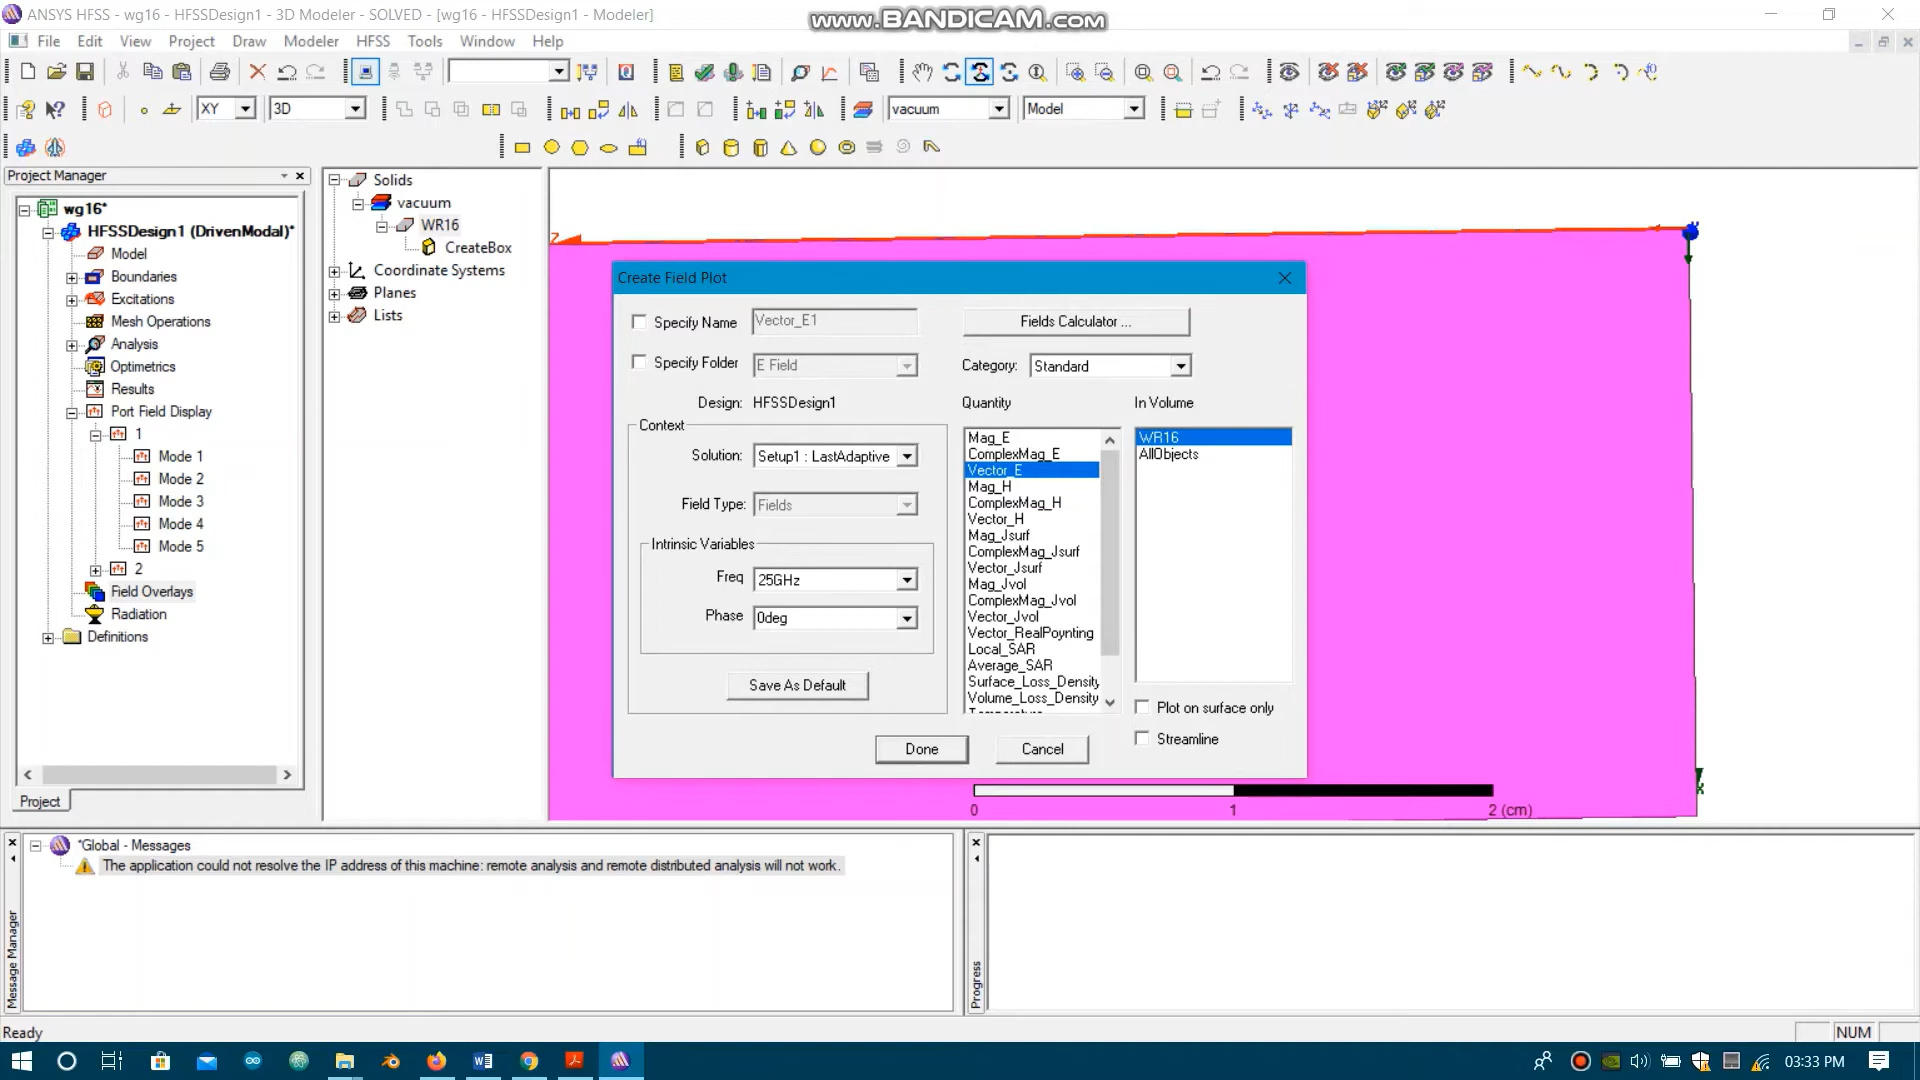 ANSYS HFSS - wg16 - HFSSDesign1 - 3D Modeler - SOLVED - [wg16 - HFSSDesign1 - Modeler]
www.BANDICAM.com
File Edit View Project Draw Modeler HFSS Tools Window Help
XY 3D vacuum Model
Project Manager
wg16*
HFSSDesign1 (DrivenModal)*
Model
Boundaries
Excitations
Mesh Operations
Analysis
Optimetrics
Results
Port Field Display
1
Mode 1
Mode 2
Mode 3
Mode 4
Mode 5
2
Field Overlays
Radiation
Definitions
Project
Solids
vacuum
WR16
CreateBox
Coordinate Systems
Planes
Lists
Z
Create Field Plot
Specify Name Vector_E1
Fields Calculator ...
Specify Folder E Field
Category: Standard
Design: HFSSDesign1
Quantity
In Volume
Context
Solution: Setup1 : LastAdaptive
Field Type: Fields
Intrinsic Variables
Freq 25GHz
Phase 0deg
Save As Default
Mag_E
ComplexMag_E
Vector_E
Mag_H
ComplexMag_H
Vector_H
Mag_Jsurf
ComplexMag_Jsurf
Vector_Jsurf
Mag_Jvol
ComplexMag_Jvol
Vector_Jvol
Vector_RealPoynting
Local_SAR
Average_SAR
Surface_Loss_Density
Volume_Loss_Density
WR16
AllObjects
Plot on surface only
Streamline
Done
Cancel
0 1 2 (cm)
X
*Global - Messages
The application could not resolve the IP address of this machine: remote analysis and remote distributed analysis will not work.
Message Manager
Progress
Ready
NUM
03:33 PM